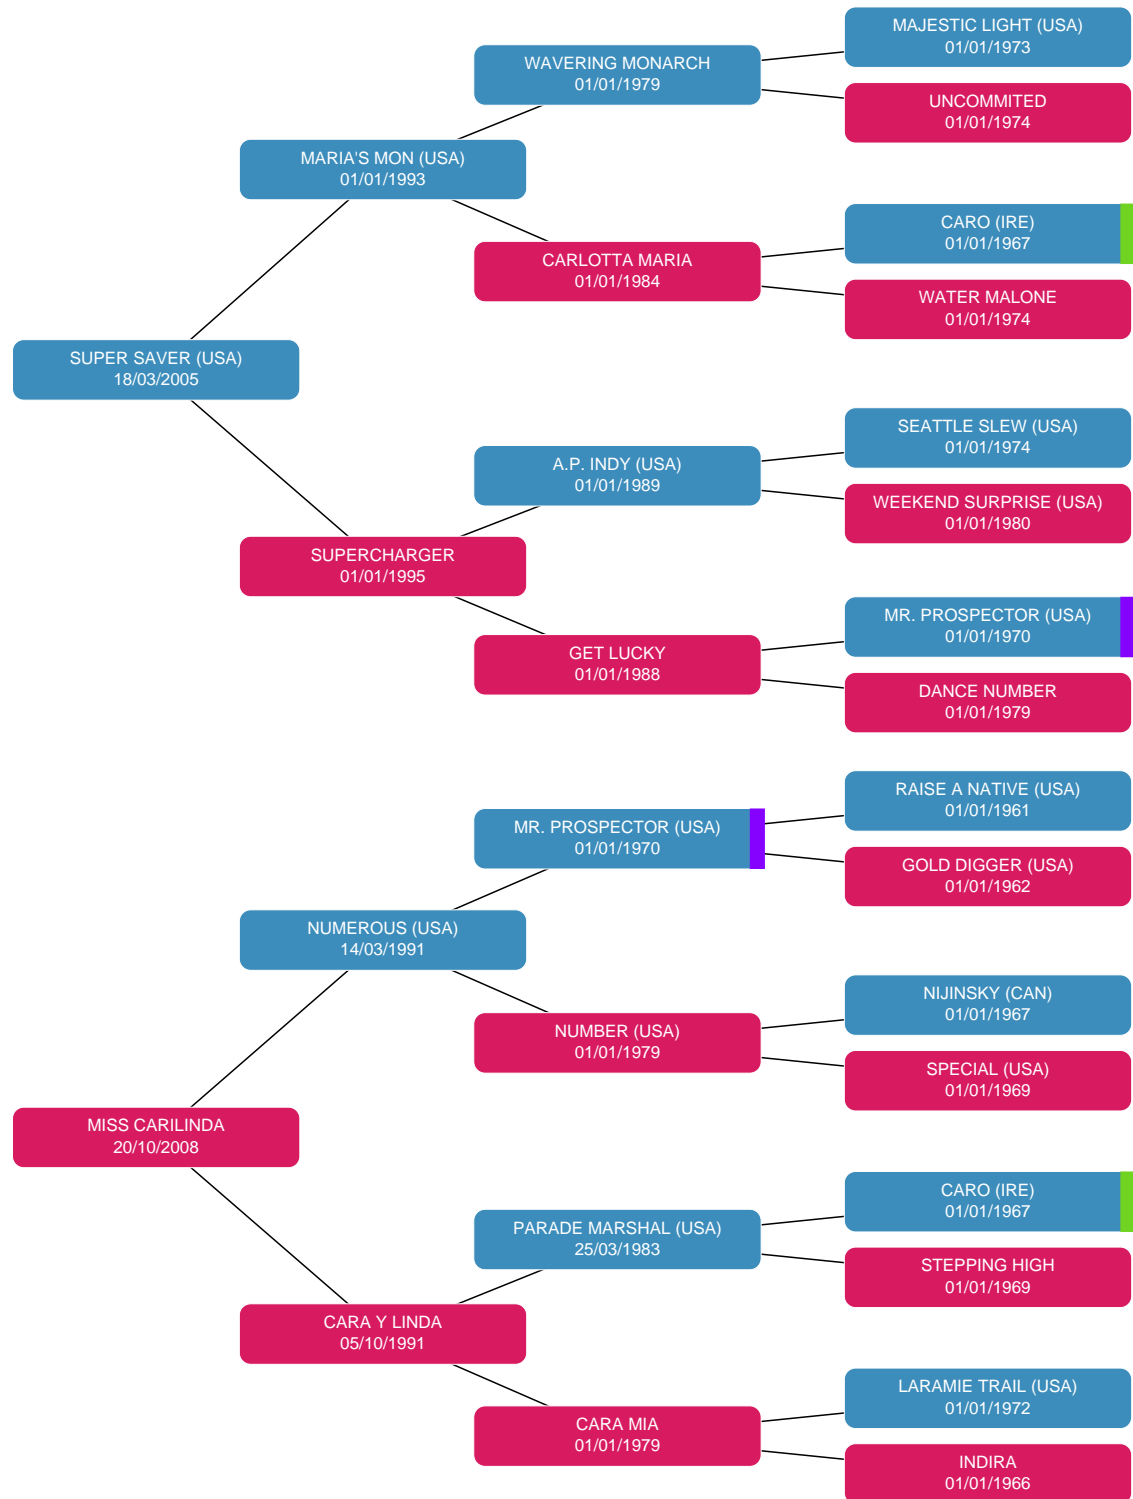 MAJESTIC LIGHT (USA)
01/01/1973
WAVERING MONARCH
01/01/1979
UNCOMMITED
01/01/1974
MARIA'S MON (USA)
01/01/1993
CARO (IRE)
01/01/1967
CARLOTTA MARIA
01/01/1984
WATER MALONE
01/01/1974
SUPER SAVER (USA)
18/03/2005
SEATTLE SLEW (USA)
01/01/1974
A.P. INDY (USA)
01/01/1989
WEEKEND SURPRISE (USA)
01/01/1980
SUPERCHARGER
01/01/1995
MR. PROSPECTOR (USA)
01/01/1970
GET LUCKY
01/01/1988
DANCE NUMBER
01/01/1979
RAISE A NATIVE (USA)
01/01/1961
MR. PROSPECTOR (USA)
01/01/1970
GOLD DIGGER (USA)
01/01/1962
NUMEROUS (USA)
14/03/1991
NIJINSKY (CAN)
01/01/1967
NUMBER (USA)
01/01/1979
SPECIAL (USA)
01/01/1969
MISS CARILINDA
20/10/2008
CARO (IRE)
01/01/1967
PARADE MARSHAL (USA)
25/03/1983
STEPPING HIGH
01/01/1969
CARA Y LINDA
05/10/1991
LARAMIE TRAIL (USA)
01/01/1972
CARA MIA
01/01/1979
INDIRA
01/01/1966